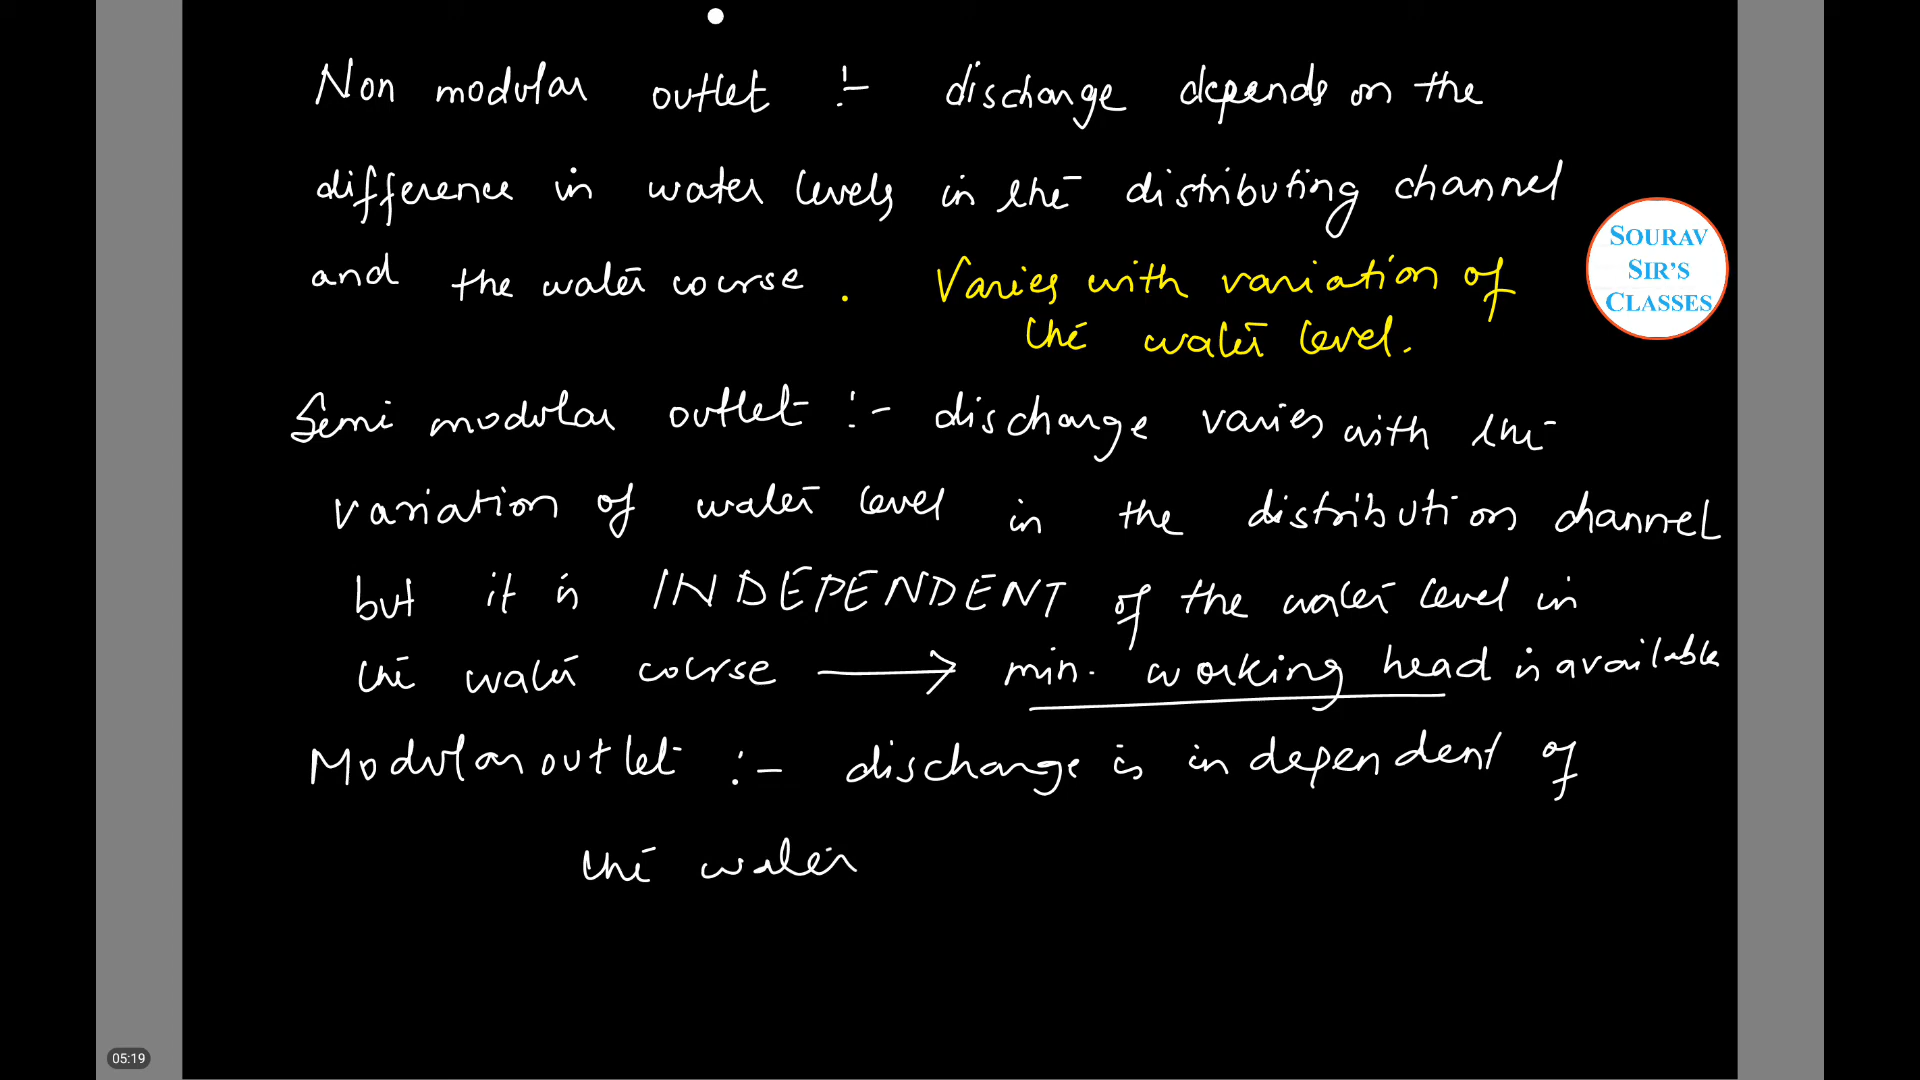 Non modular outlet :- discharge depends on the
difference in water levels in the distributing channel
and the water course. Varies with variation of
the water level.
SOURAV
SIR'S
CLASSES
Semi modular outlet :- discharge varies with the
variation of water level in the distribution channel
but it is INDEPENDENT of the water level in
the water course → min. working head is available
Modular outlet :- discharge is independent of
the water
05:19